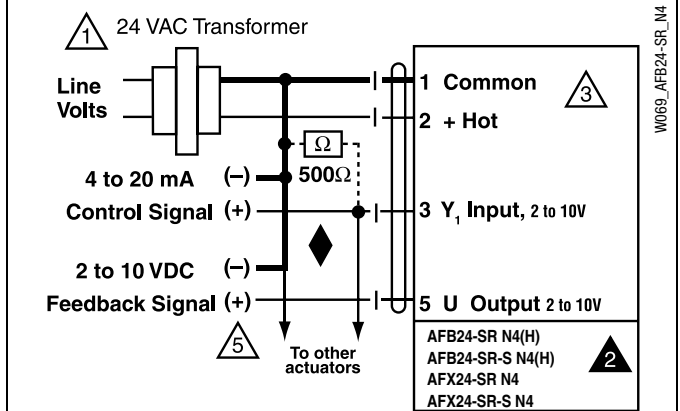 1 24 VAC Transformer
Line
Volts
1 Common
3
2 + Hot
Ω
500Ω
4 to 20 mA (–)
Control Signal (+)
3 Y1 Input, 2 to 10V
2 to 10 VDC (–)
Feedback Signal (+)
5 U Output 2 to 10V
5
To other
actuators
AFB24-SR N4(H)
AFB24-SR-S N4(H)
AFX24-SR N4
AFX24-SR-S N4
2
W069_AFB24-SR_N4